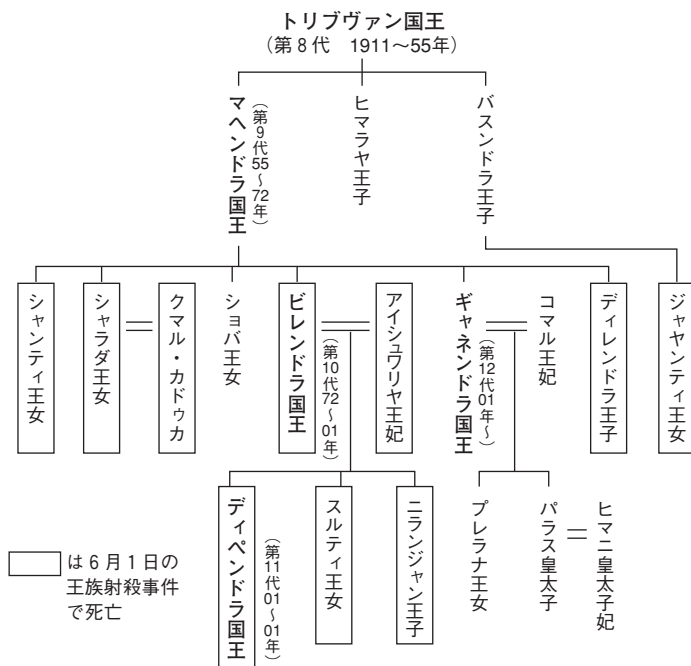 トリブヴァン国王
(第8代　1911～55年)
マヘンドラ国王
(第9代55～72年)
ヒマラヤ王子
バスンドラ王子
シャンティ王女
シャラダ王女
クマル・カドゥカ
ショバ王女
ビレンドラ国王
(第10代72～01年)
アイシュワリヤ王妃
ギャネンドラ国王
(第12代01年～)
コマル王妃
ディレンドラ王子
ジャヤンティ王女
ディペンドラ国王
(第11代01～01年)
スルティ王女
ニランジャン王子
プレラナ王女
パラス皇太子
ヒマニ皇太子妃
は6月1日の
王族射殺事件
で死亡